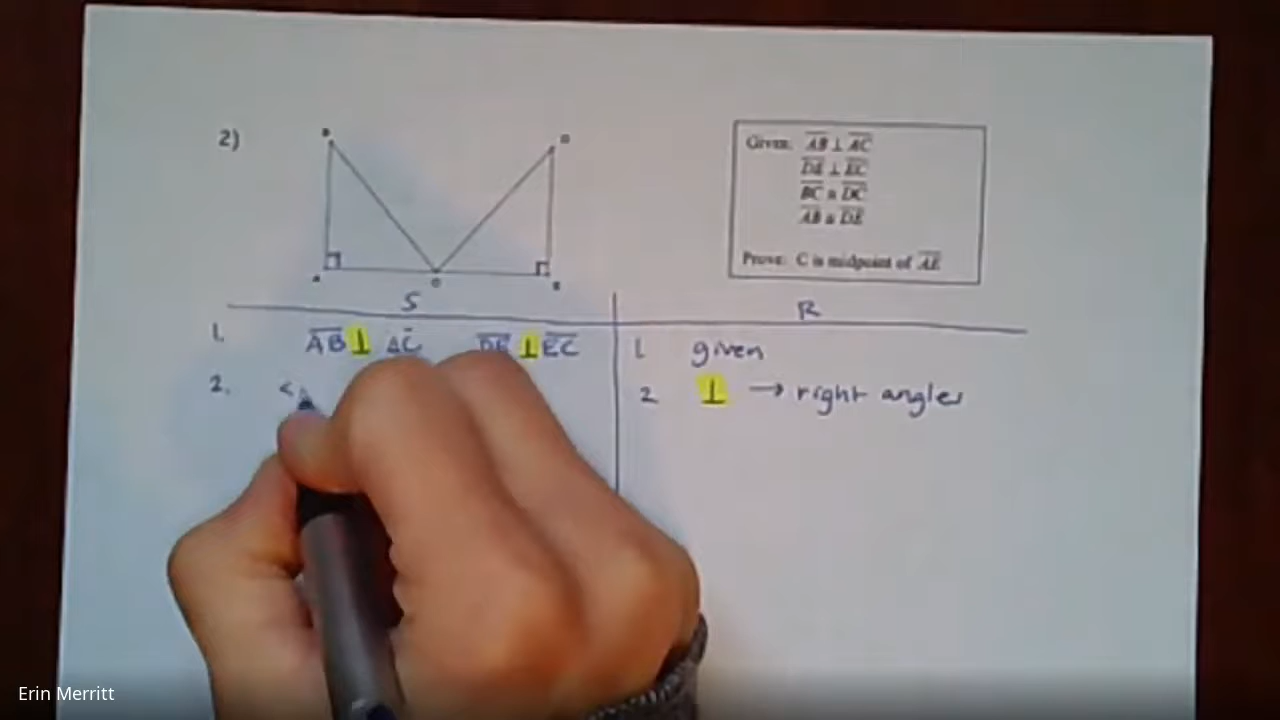 2)
Given: AB ⊥ AC
DE ⊥ EC
BC ≅ DC
AB ≅ DE
Prove: C is midpoint of AE
S R
1. AB ⊥ AC DE ⊥ EC 1. given
2. < A 2 ⊥ → right angles
Erin Merritt